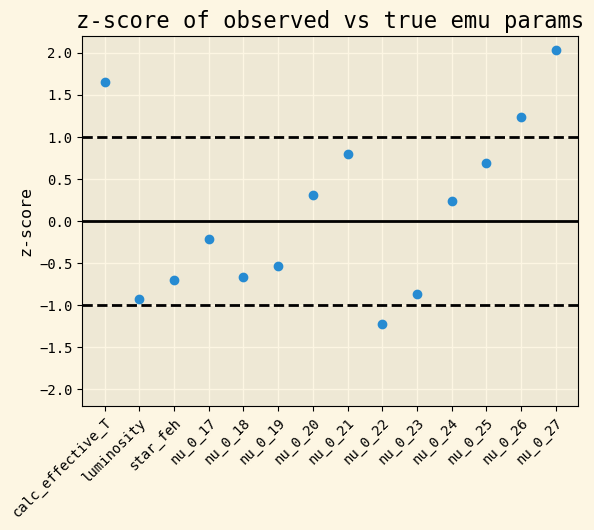 z-score of observed vs true emu params
z-score
2.0
1.5
1.0
0.5
0.0
−0.5
−1.0
−1.5
−2.0
calc_effective_T
luminosity
star_feh
nu_0_17
nu_0_18
nu_0_19
nu_0_20
nu_0_21
nu_0_22
nu_0_23
nu_0_24
nu_0_25
nu_0_26
nu_0_27